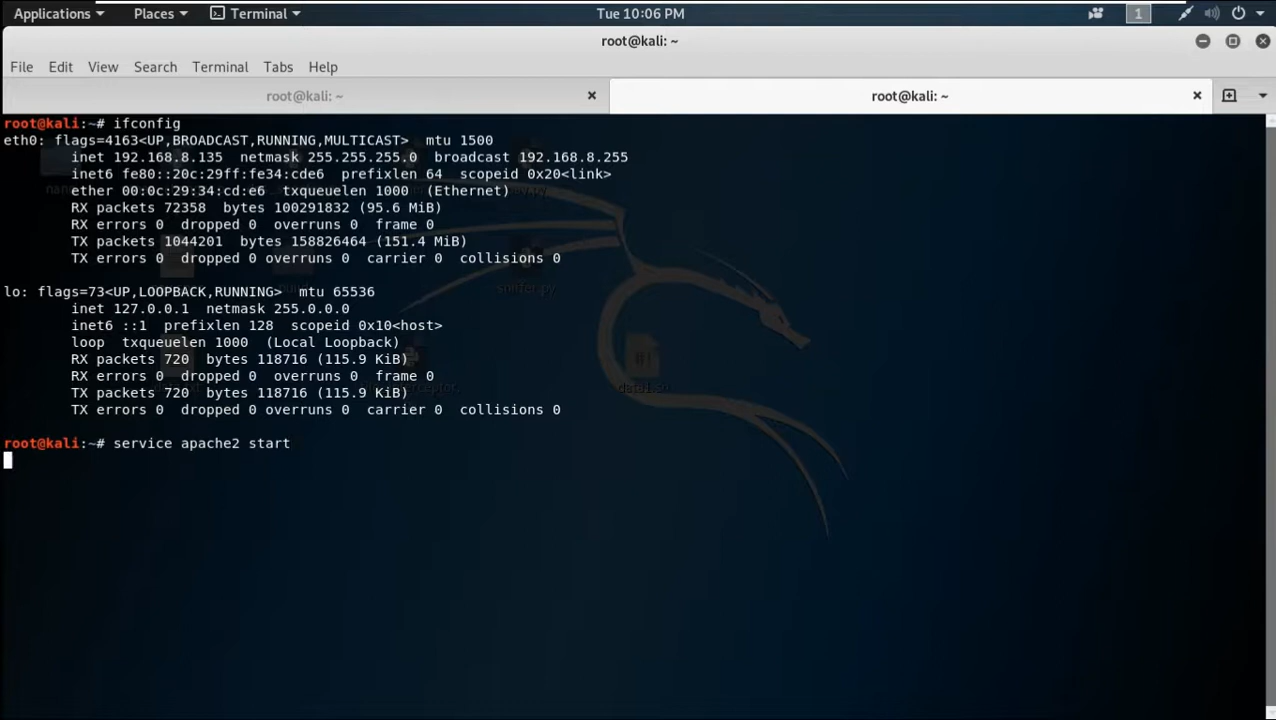 Applications Places Terminal Tue 10:06 PM 1
root@kali: ~
File Edit View Search Terminal Tabs Help
root@kali: ~ root@kali: ~
root@kali:~# ifconfig
eth0: flags=4163<UP,BROADCAST,RUNNING,MULTICAST>  mtu 1500
        inet 192.168.8.135  netmask 255.255.255.0  broadcast 192.168.8.255
        inet6 fe80::20c:29ff:fe34:cde6  prefixlen 64  scopeid 0x20<link>
        ether 00:0c:29:34:cd:e6  txqueuelen 1000  (Ethernet)
        RX packets 72358  bytes 100291832 (95.6 MiB)
        RX errors 0  dropped 0  overruns 0  frame 0
        TX packets 1044201  bytes 158826464 (151.4 MiB)
        TX errors 0  dropped 0 overruns 0  carrier 0  collisions 0
sniffer.py
lo: flags=73<UP,LOOPBACK,RUNNING>  mtu 65536
        inet 127.0.0.1  netmask 255.0.0.0
        inet6 ::1  prefixlen 128  scopeid 0x10<host>
        loop  txqueuelen 1000  (Local Loopback)
        RX packets 720  bytes 118716 (115.9 KiB)
        RX errors 0  dropped 0  overruns 0  frame 0
        TX packets 720  bytes 118716 (115.9 KiB)
        TX errors 0  dropped 0 overruns 0  carrier 0  collisions 0
root@kali:~# service apache2 start